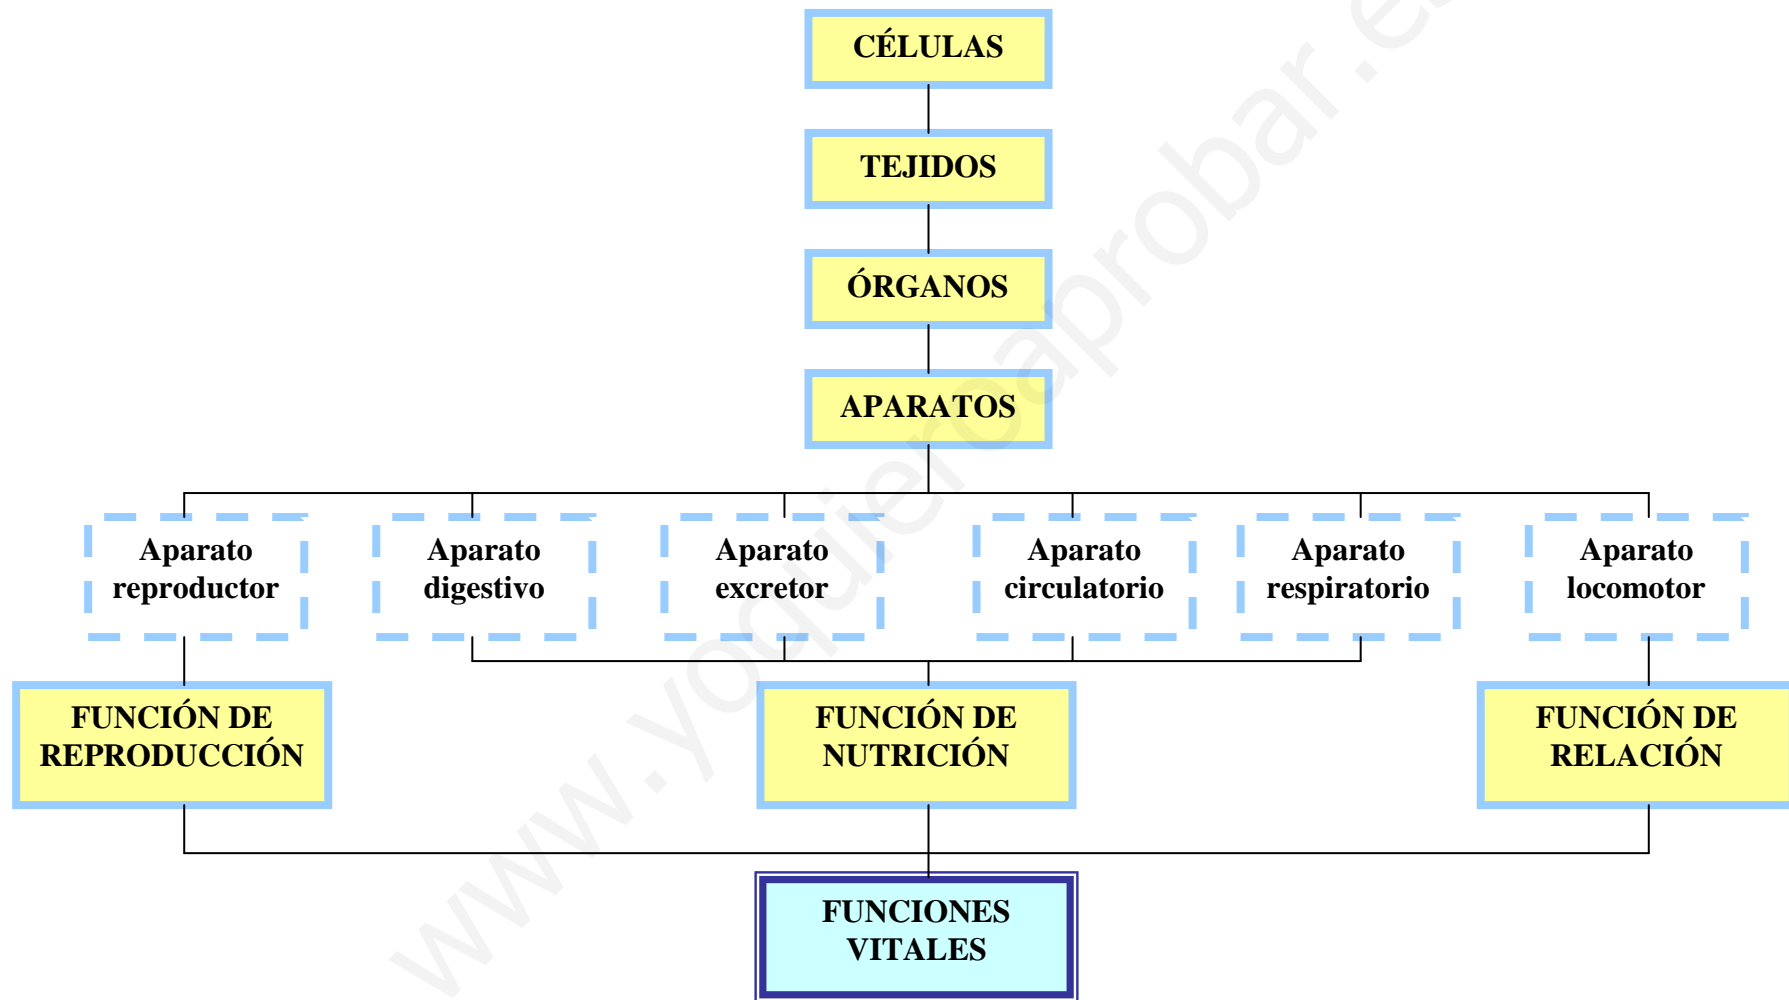 CÉLULAS
TEJIDOS
ÓRGANOS
APARATOS
Aparato
reproductor
Aparato
digestivo
Aparato
excretor
Aparato
circulatorio
Aparato
respiratorio
Aparato
locomotor
FUNCIÓN DE
REPRODUCCIÓN
FUNCIÓN DE
NUTRICIÓN
FUNCIÓN DE
RELACIÓN
FUNCIONES
VITALES
www.yoquieroaprobar.es